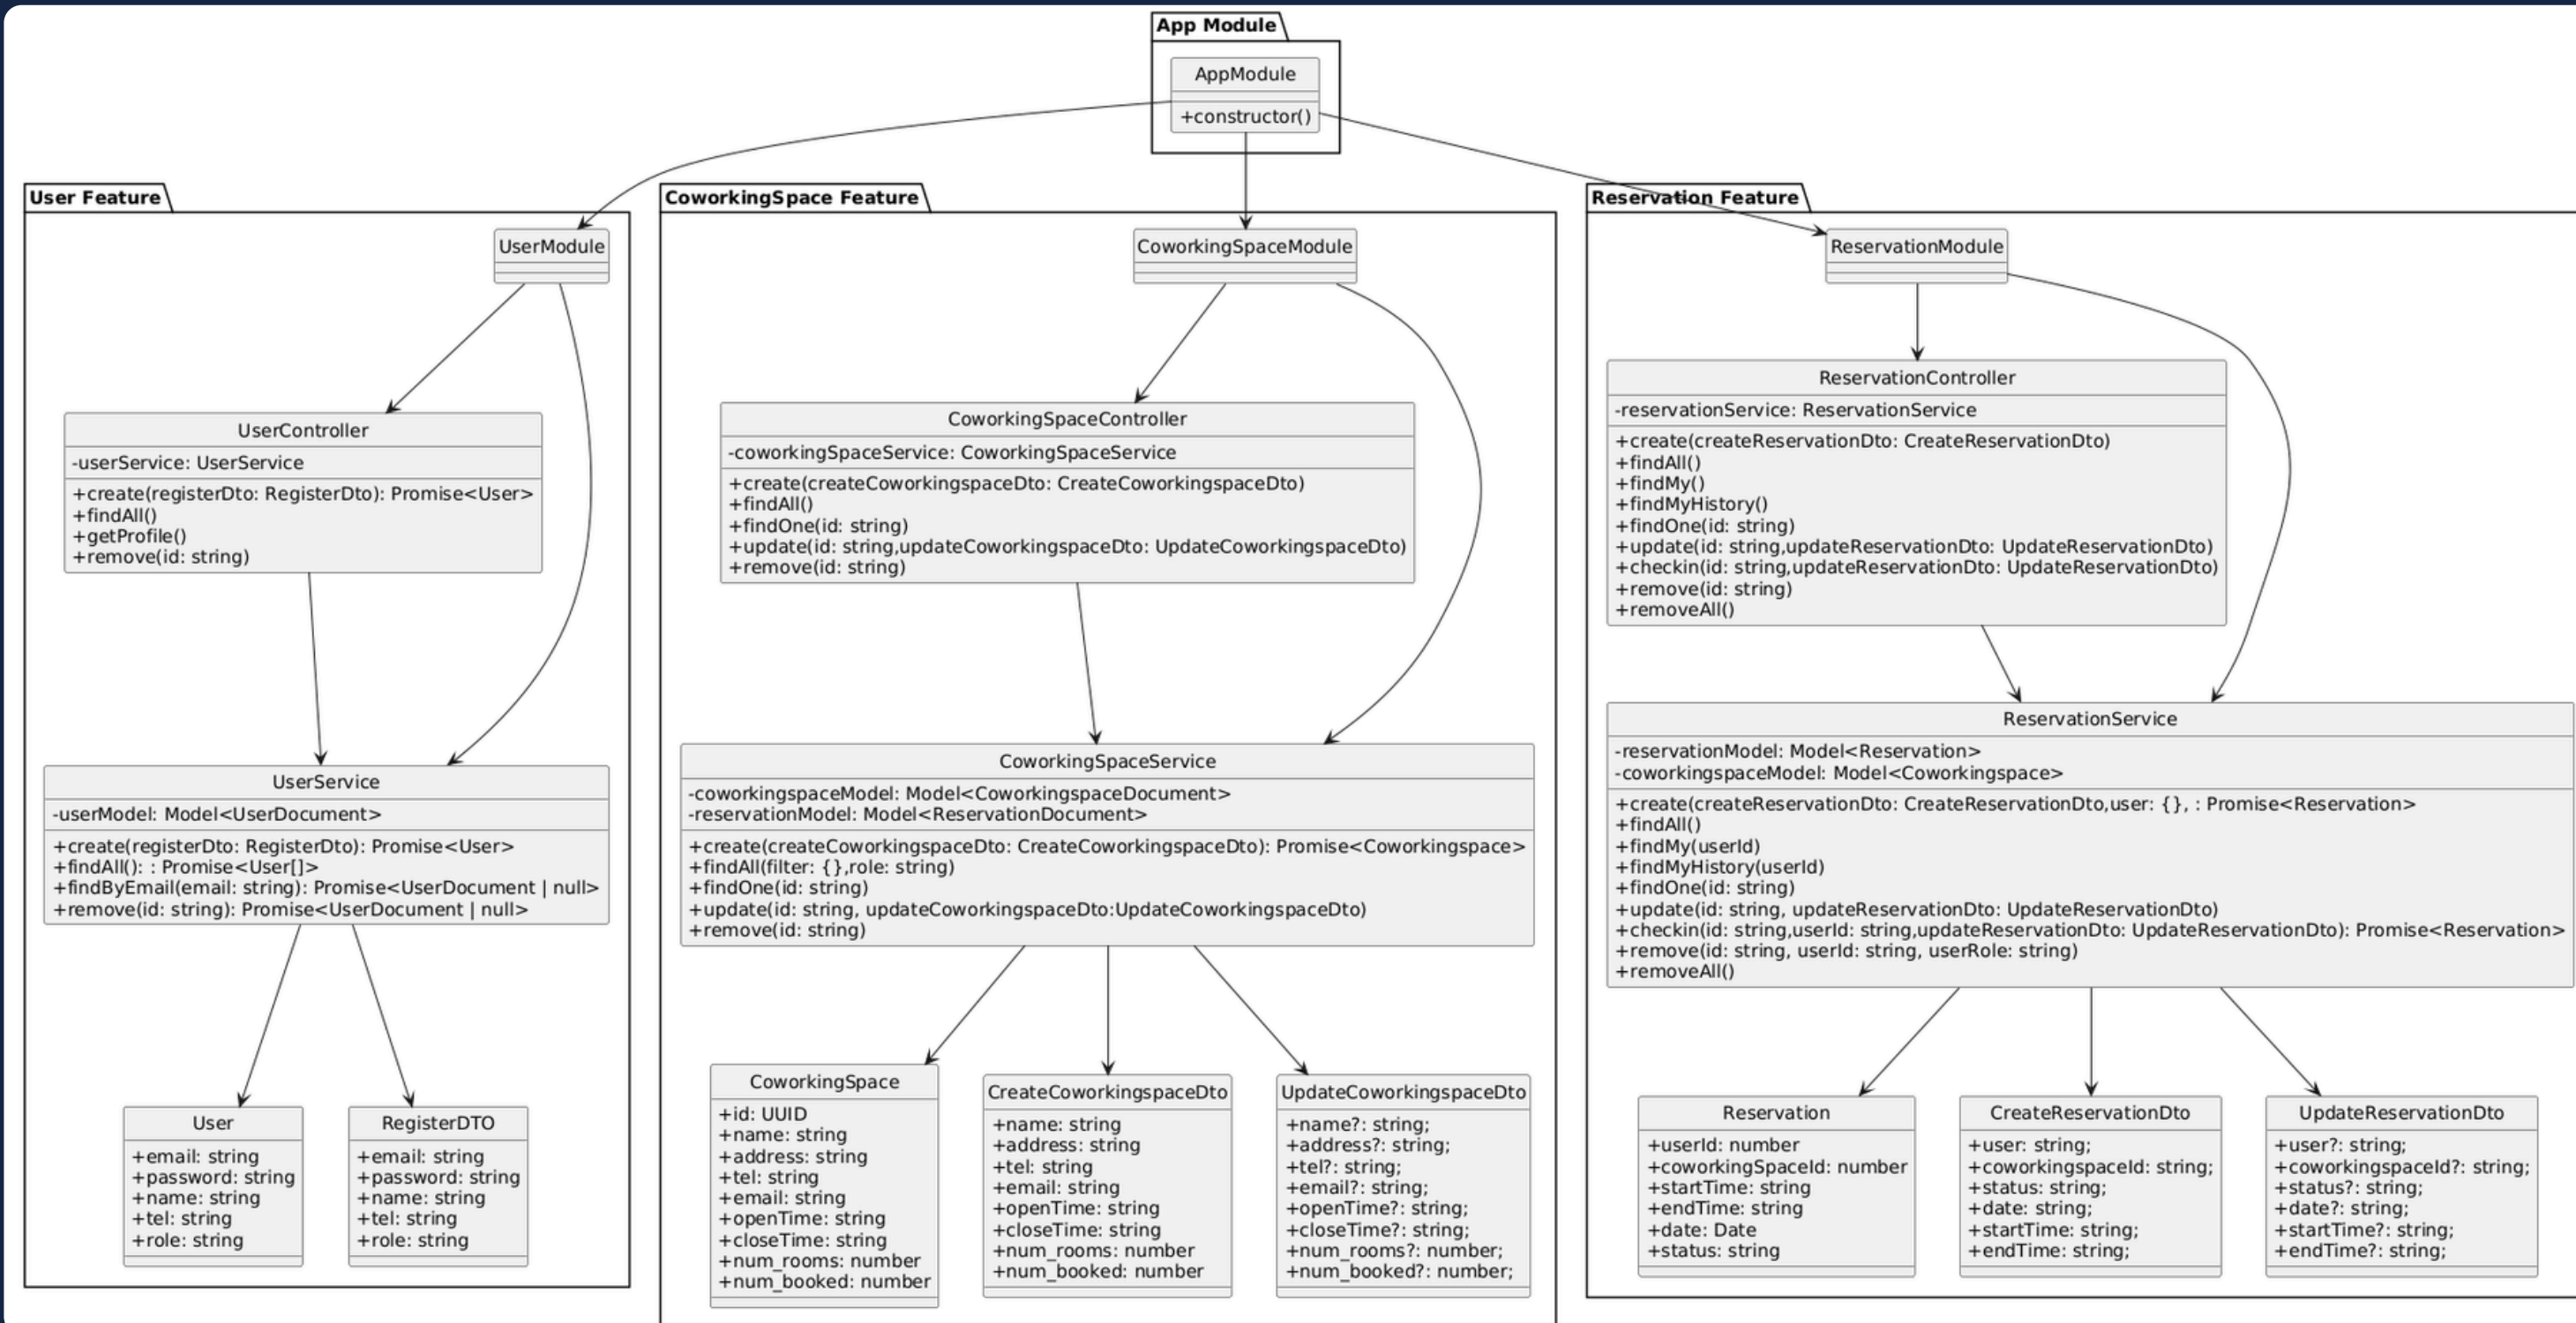 App Module
AppModule
+constructor()
User Feature
UserModule
UserController
-userService: UserService
+create(registerDto: RegisterDto): Promise<User>
+findAll()
+getProfile()
+remove(id: string)
UserService
-userModel: Model<UserDocument>
+create(registerDto: RegisterDto): Promise<User>
+findAll(): : Promise<User[]>
+findByEmail(email: string): Promise<UserDocument | null>
+remove(id: string): Promise<UserDocument | null>
User
+email: string
+password: string
+name: string
+tel: string
+role: string
RegisterDTO
+email: string
+password: string
+name: string
+tel: string
+role: string
CoworkingSpace Feature
CoworkingSpaceModule
CoworkingSpaceController
-coworkingSpaceService: CoworkingSpaceService
+create(createCoworkingspaceDto: CreateCoworkingspaceDto)
+findAll()
+findOne(id: string)
+update(id: string,updateCoworkingspaceDto: UpdateCoworkingspaceDto)
+remove(id: string)
CoworkingSpaceService
-coworkingspaceModel: Model<CoworkingspaceDocument>
-reservationModel: Model<ReservationDocument>
+create(createCoworkingspaceDto: CreateCoworkingspaceDto): Promise<Coworkingspace>
+findAll(filter: {},role: string)
+findOne(id: string)
+update(id: string, updateCoworkingspaceDto:UpdateCoworkingspaceDto)
+remove(id: string)
CoworkingSpace
+id: UUID
+name: string
+address: string
+tel: string
+email: string
+openTime: string
+closeTime: string
+num_rooms: number
+num_booked: number
CreateCoworkingspaceDto
+name: string
+address: string
+tel: string
+email: string
+openTime: string
+closeTime: string
+num_rooms: number
+num_booked: number
UpdateCoworkingspaceDto
+name?: string;
+address?: string;
+tel?: string;
+email?: string;
+openTime?: string;
+closeTime?: string;
+num_rooms?: number;
+num_booked?: number;
Reservation Feature
ReservationModule
ReservationController
-reservationService: ReservationService
+create(createReservationDto: CreateReservationDto)
+findAll()
+findMy()
+findMyHistory()
+findOne(id: string)
+update(id: string,updateReservationDto: UpdateReservationDto)
+checkin(id: string,updateReservationDto: UpdateReservationDto)
+remove(id: string)
+removeAll()
ReservationService
-reservationModel: Model<Reservation>
-coworkingspaceModel: Model<Coworkingspace>
+create(createReservationDto: CreateReservationDto,user: {}, : Promise<Reservation>
+findAll()
+findMy(userId)
+findMyHistory(userId)
+findOne(id: string)
+update(id: string, updateReservationDto: UpdateReservationDto)
+checkin(id: string,userId: string,updateReservationDto: UpdateReservationDto): Promise<Reservation>
+remove(id: string, userId: string, userRole: string)
+removeAll()
Reservation
+userId: number
+coworkingSpaceId: number
+startTime: string
+endTime: string
+date: Date
+status: string
CreateReservationDto
+user: string;
+coworkingspaceId: string;
+status: string;
+date: string;
+startTime: string;
+endTime: string;
UpdateReservationDto
+user?: string;
+coworkingspaceId?: string;
+status?: string;
+date?: string;
+startTime?: string;
+endTime?: string;